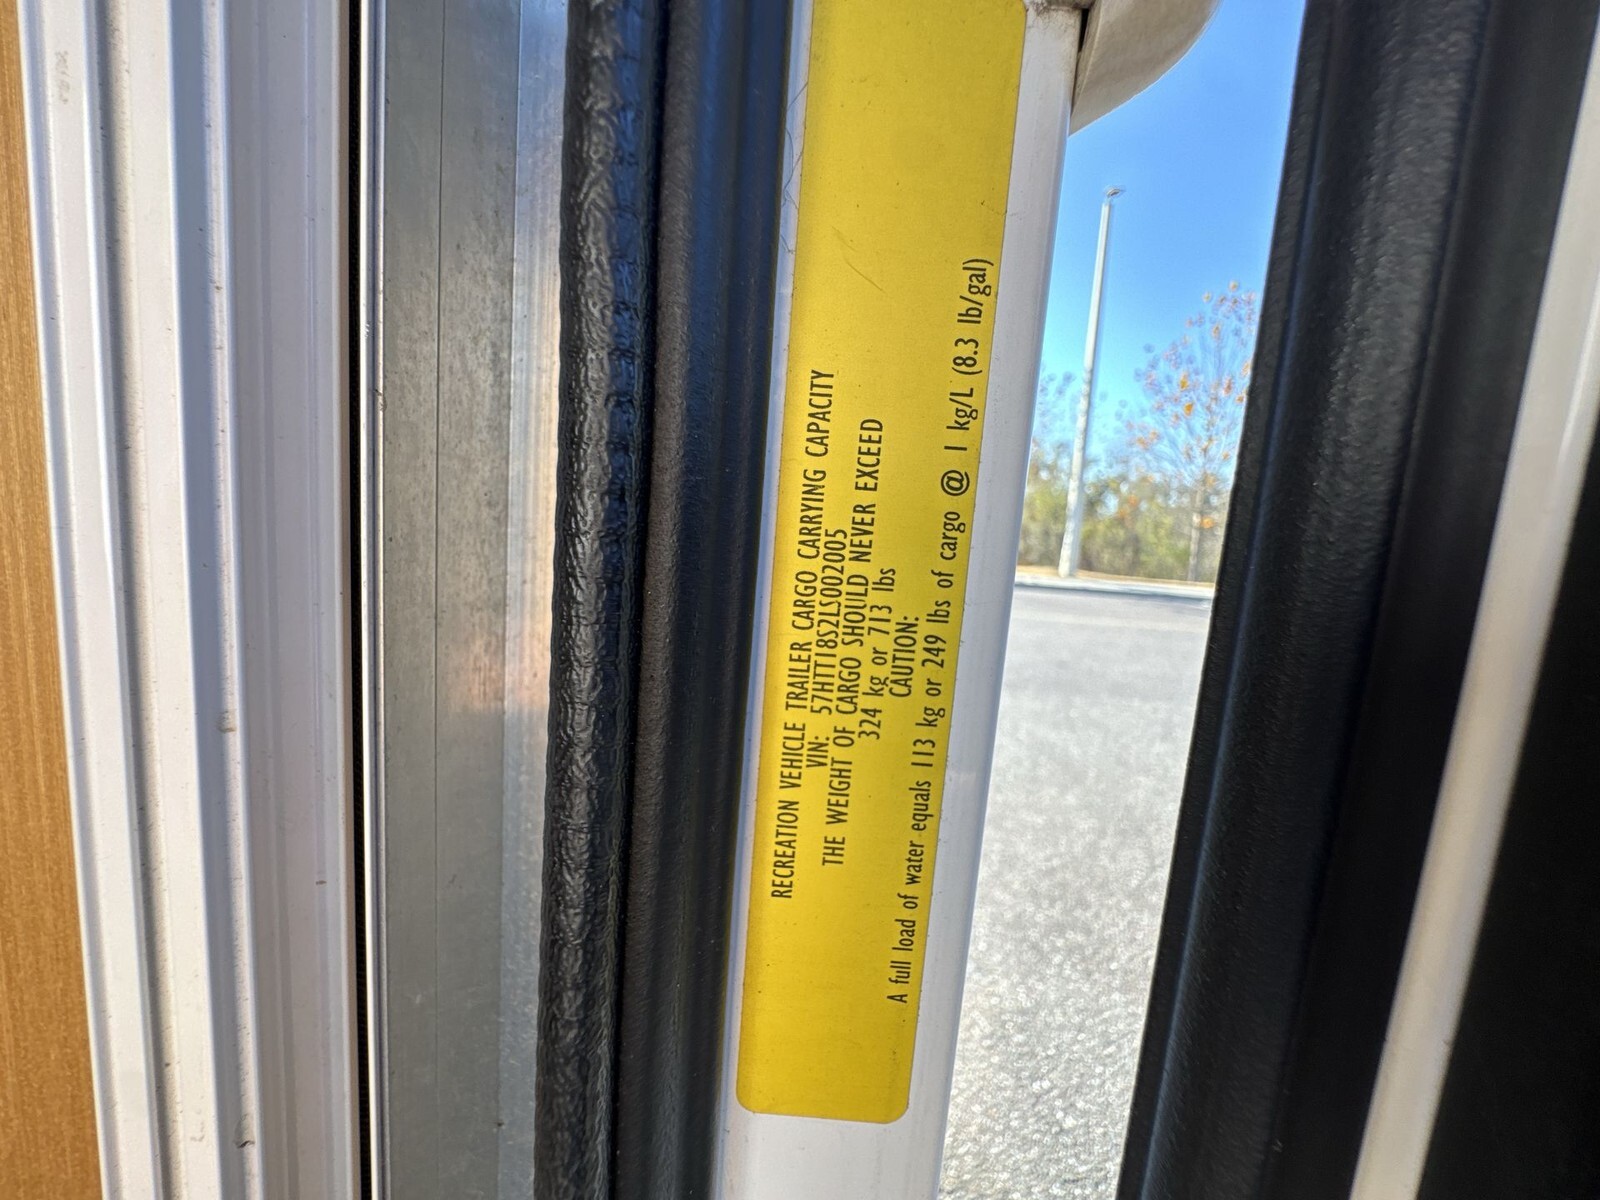 RECREATION VEHICLE TRAILER CARGO CARRYING CAPACITY
VIN: 57HTT18S2LS002005
THE WEIGHT OF CARGO SHOULD NEVER EXCEED
324 kg or 713 lbs
CAUTION:
A full load of water equals 113 kg or 249 lbs of cargo @ 1 kg/L (8.3 lb/gal)